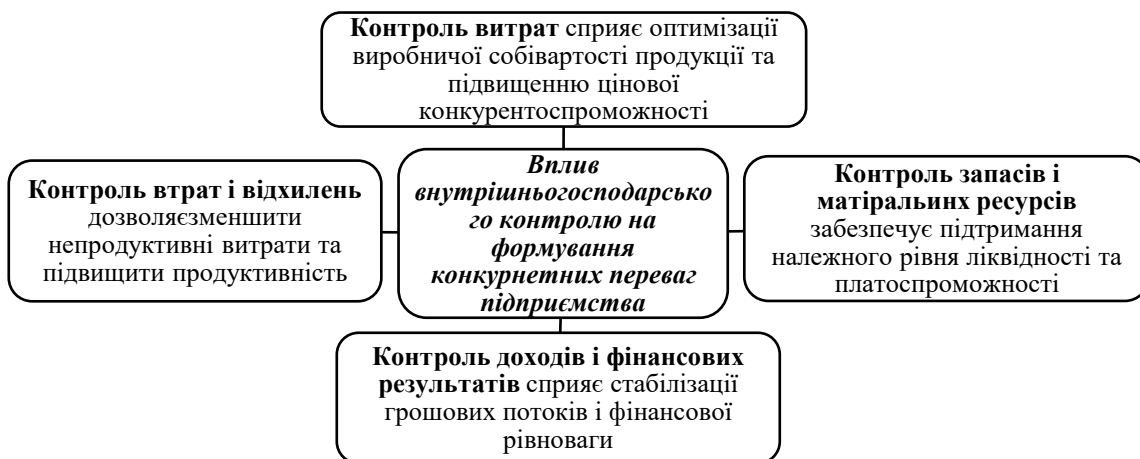 Контроль витрат сприяє оптимізації
виробничої собівартості продукції та
підвищенню цінової
конкурентоспроможності
Контроль втрат і відхилень
дозволяєзменшити
непродуктивні витрати та
підвищити продуктивність
Вплив
внутрішньогосподарсько
го контролю на
формування
конкурнетних переваг
підприємства
Контроль запасів і
матіральинх ресурсів
забезпечує підтримання
належного рівня ліквідності та
платоспроможності
Контроль доходів і фінансових
результатів сприяє стабілізації
грошових потоків і фінансової
рівноваги